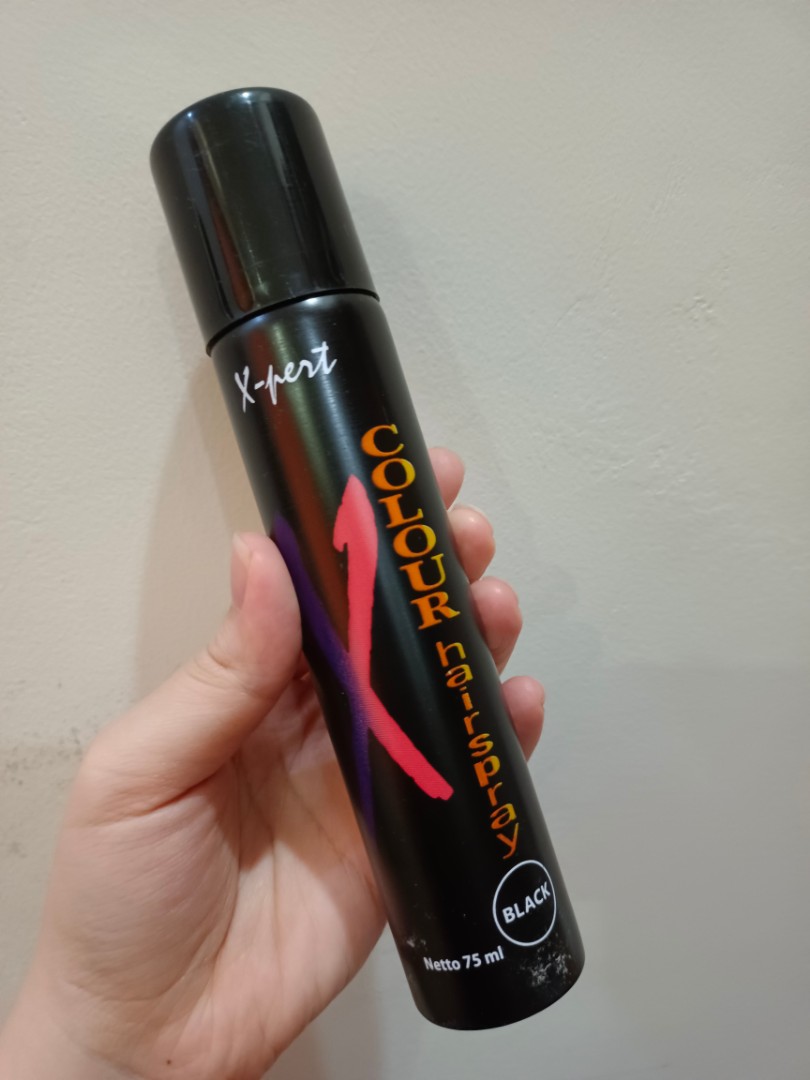 X-pert
COLOUR hairspray
BLACK
Netto 75 ml